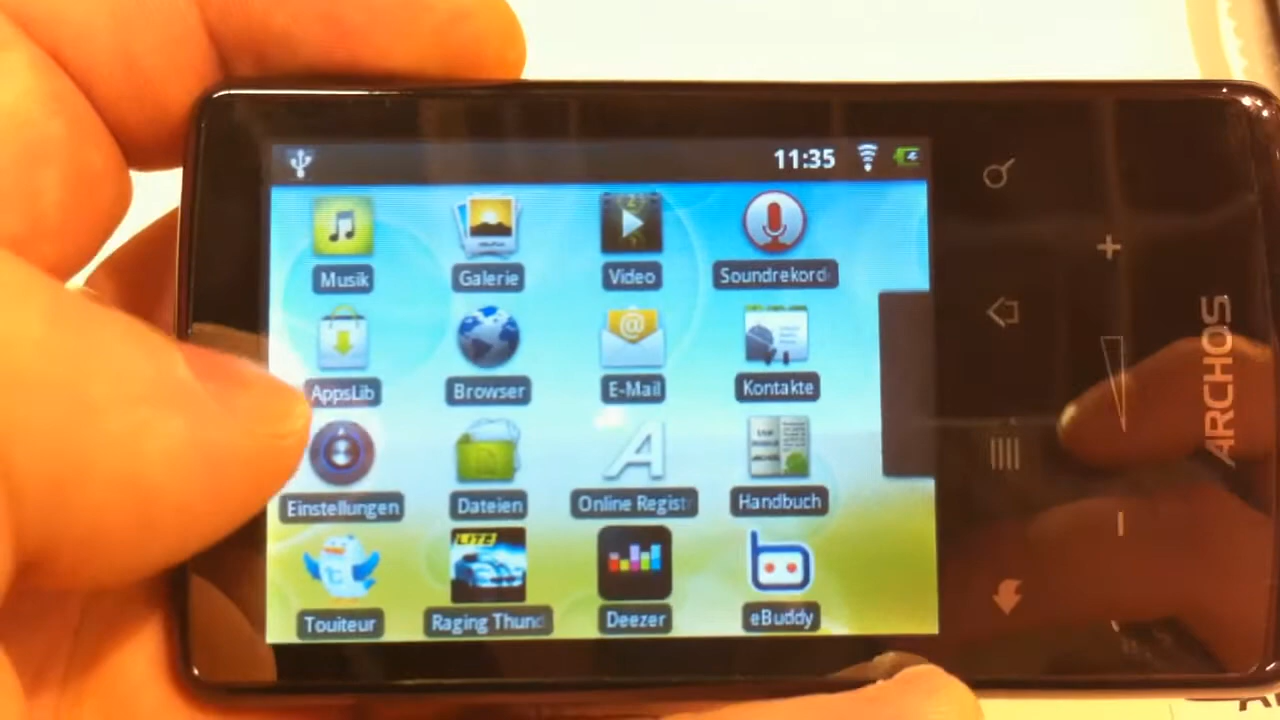 11:35
Musik Galerie Video Soundrekord
AppsLib Browser E-Mail Kontakte
Einstellungen Dateien Online Regist Handbuch
LITE
Touiteur Raging Thund Deezer eBuddy
ARCHOS